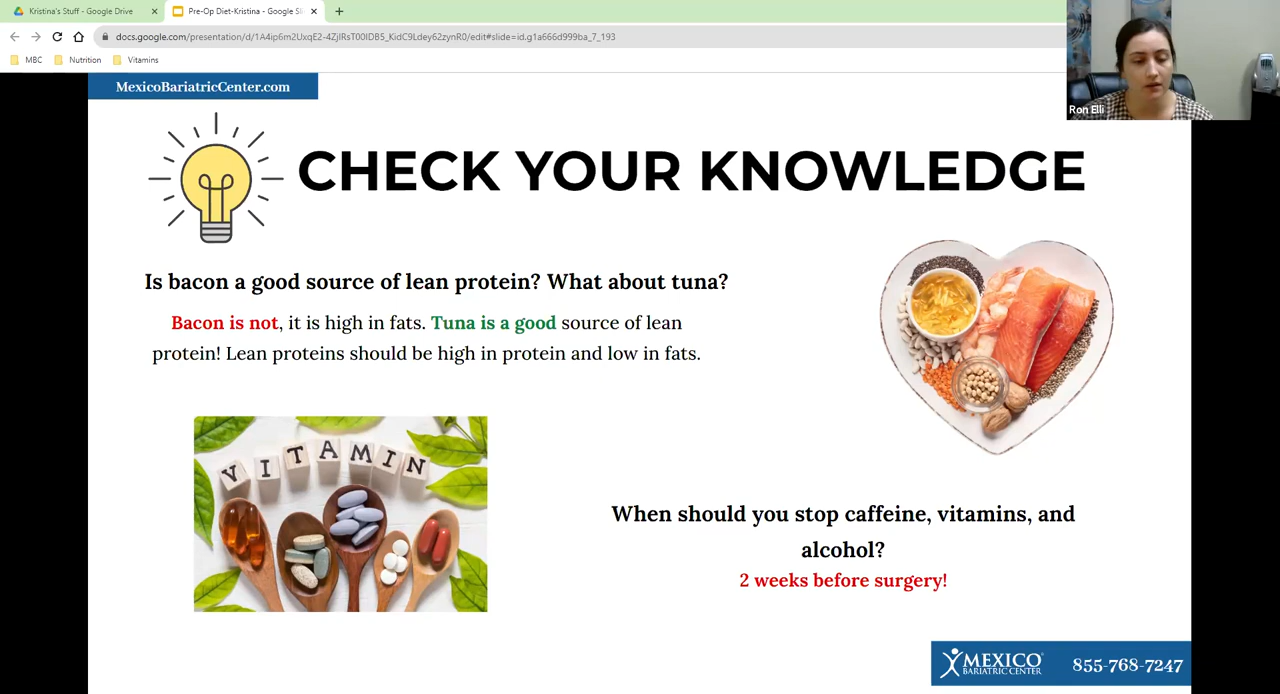 Kristina's Stuff - Google Drive
Pre-Op Diet-Kristina - Google Sli
docs.google.com/presentation/d/1A4ip6m2UxqE2-4ZjlRsT00IDB5_KidC9Ldey62zynR0/edit#slide=id.g1a666d999ba_7_193
MBC
Nutrition
Vitamins
Ron Elli
MexicoBariatricCenter.com
CHECK YOUR KNOWLEDGE
Is bacon a good source of lean protein? What about tuna?
Bacon is not, it is high in fats. Tuna is a good source of lean
protein! Lean proteins should be high in protein and low in fats.
VITAMIN
When should you stop caffeine, vitamins, and
alcohol?
2 weeks before surgery!
MEXICO
BARIATRIC CENTER
855-768-7247